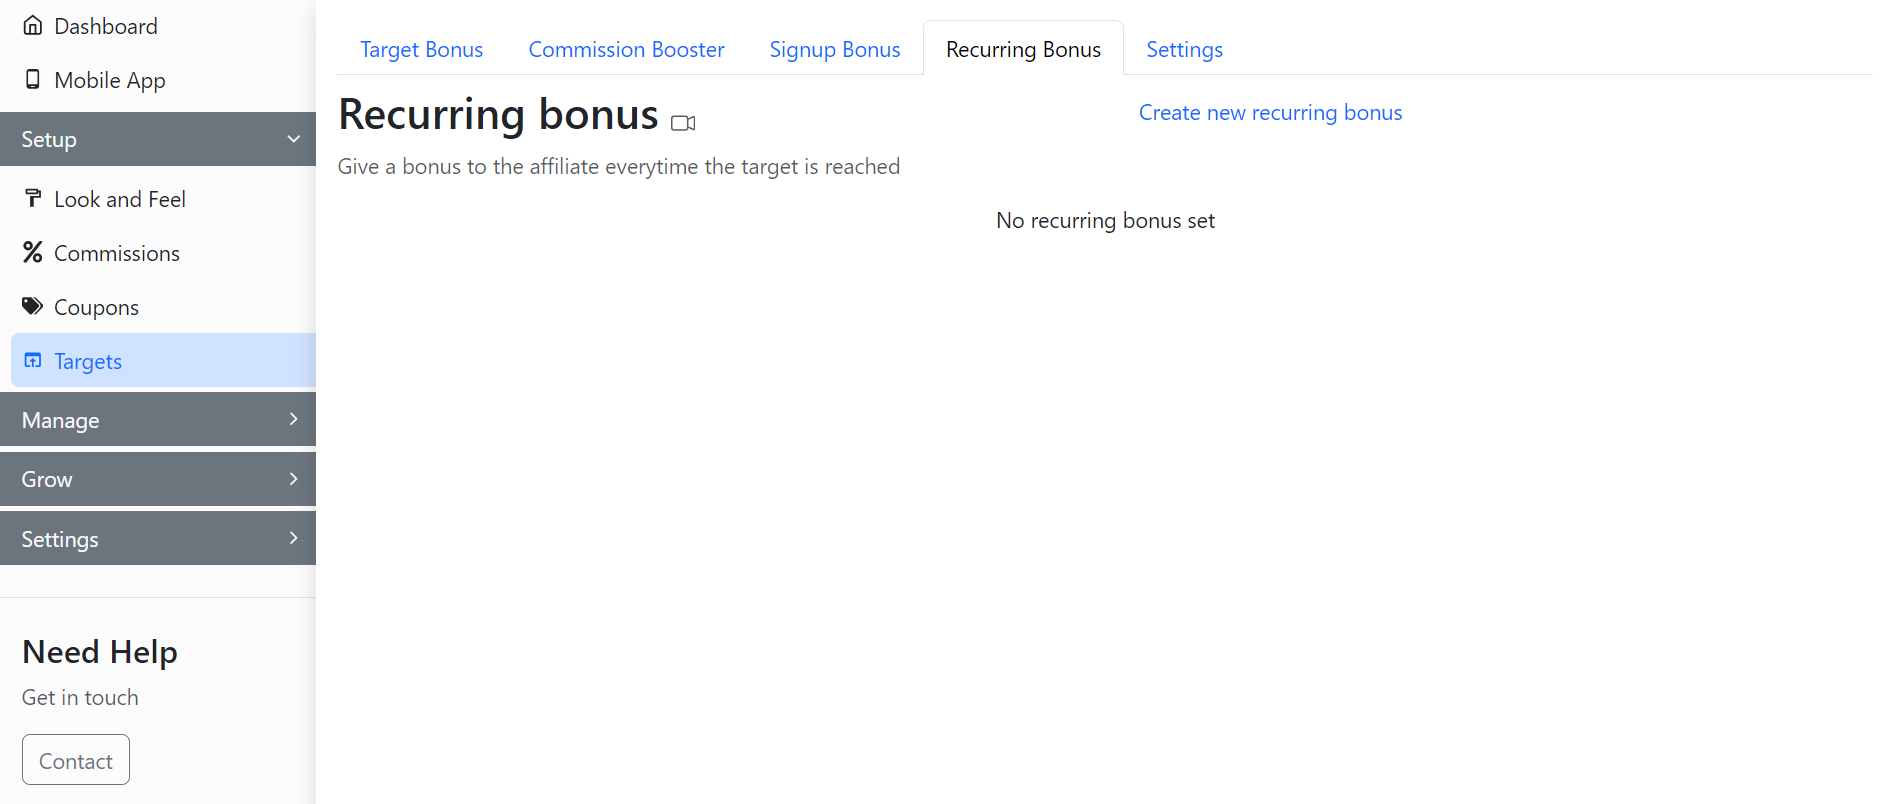 Dashboard
Mobile App
Setup
Look and Feel
Commissions
Coupons
Targets
Manage
Grow
Settings
Need Help
Get in touch
Contact
Target Bonus
Commission Booster
Signup Bonus
Recurring Bonus
Settings
Recurring bonus
Create new recurring bonus
Give a bonus to the affiliate everytime the target is reached
No recurring bonus set